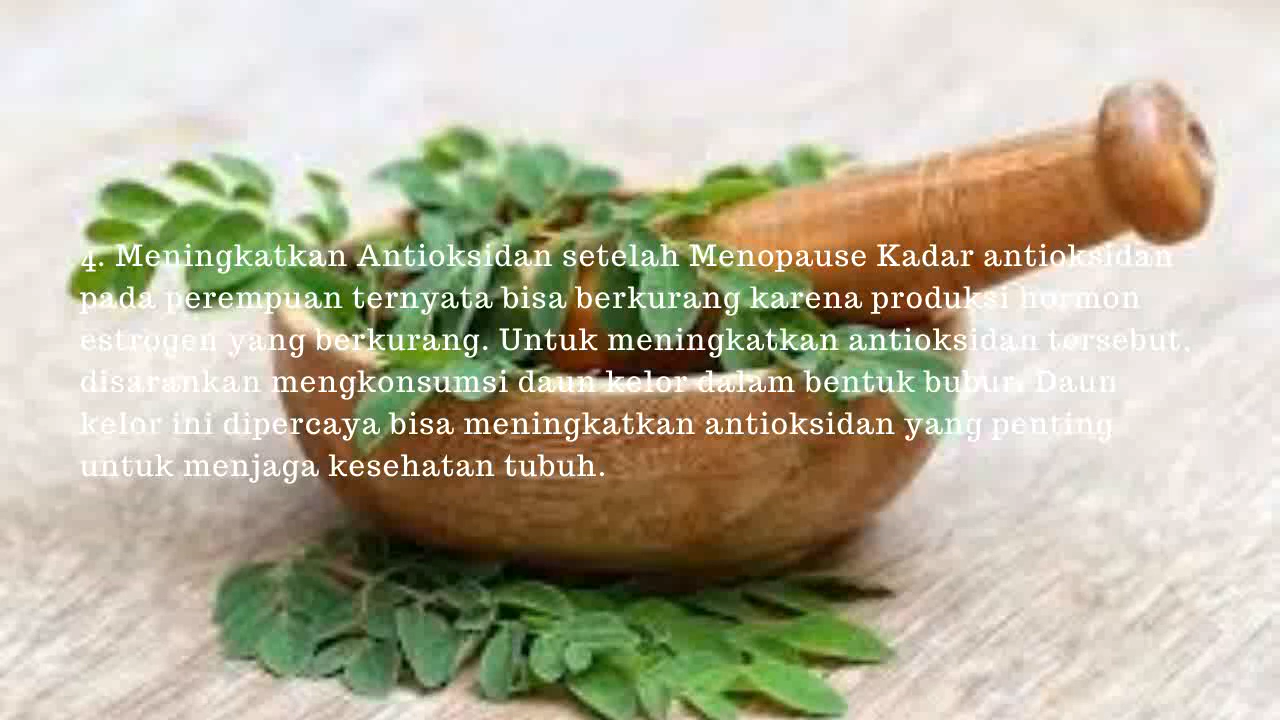 4. Meningkatkan Antioksidan setelah Menopause Kadar antioksidan
pada perempuan ternyata bisa berkurang karena produksi hormon
estrogen yang berkurang. Untuk meningkatkan antioksidan tersebut,
disarankan mengkonsumsi daun kelor dalam bentuk bubur. Daun
kelor ini dipercaya bisa meningkatkan antioksidan yang penting
untuk menjaga kesehatan tubuh.